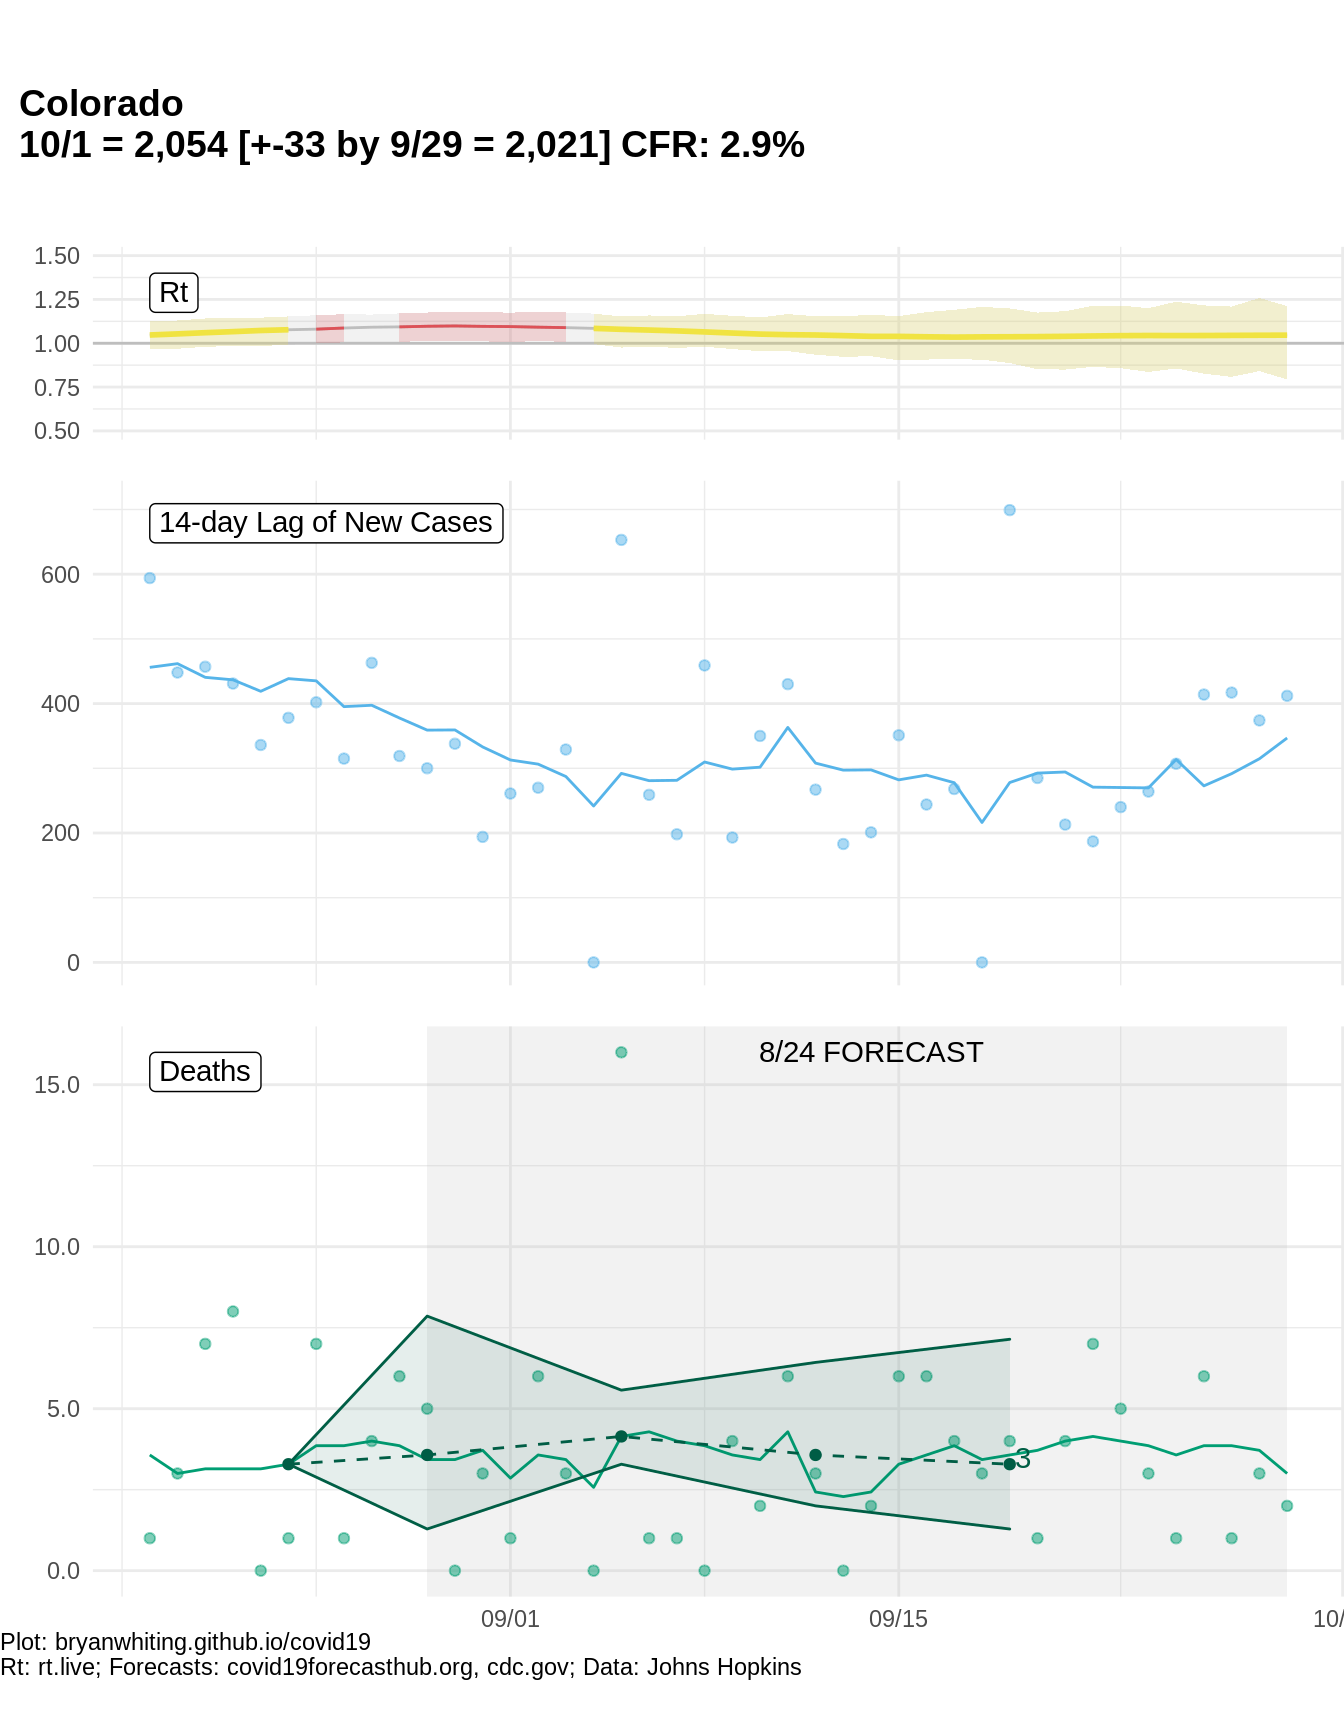 Colorado
10/1 = 2,054 [+-33 by 9/29 = 2,021] CFR: 2.9%
1.50
Rt
1.25
1.00
0.75
0.50
14-day Lag of New Cases
600
400
200
0
8/24 FORECAST
Deaths
15.0
10.0
5.0
3
0.0
09/01
09/15
10/
Plot: bryanwhiting.github.io/covid19
Rt: rt.live; Forecasts: covid19forecasthub.org, cdc.gov; Data: Johns Hopkins